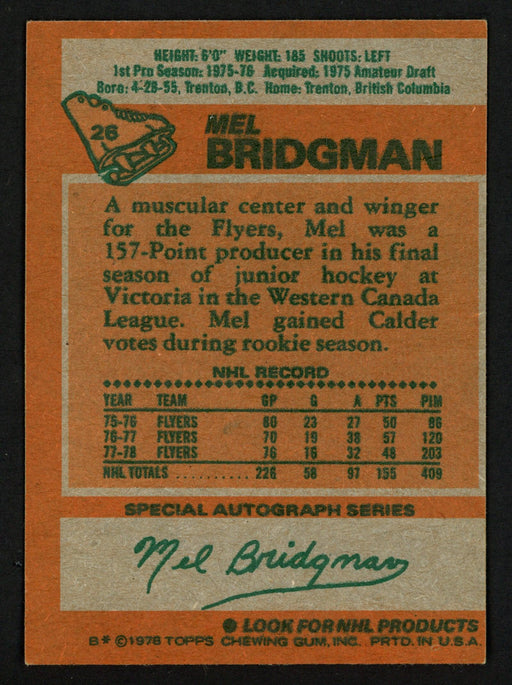 HEIGHT: 6'0" WEIGHT: 185 SHOOTS: LEFT
1st Pro Season: 1975-76 Acquired: 1975 Amateur Draft
Born: 4-28-55, Trenton, B.C. Home: Trenton, British Columbia
26
MEL
BRIDGMAN
A muscular center and winger
for the Flyers, Mel was a
157-Point producer in his final
season of junior hockey at
Victoria in the Western Canada
League. Mel gained Calder
votes during rookie season.
NHL RECORD
YEAR TEAM GP G A PTS PIM
75-76 FLYERS 80 23 27 50 86
76-77 FLYERS 70 19 38 57 120
77-78 FLYERS 76 16 32 48 203
NHL TOTALS .......... 226 58 97 155 409
SPECIAL AUTOGRAPH SERIES
Mel Bridgman
● LOOK FOR NHL PRODUCTS
B* ©1978 TOPPS CHEWING GUM, INC. PRTD. IN U.S.A.